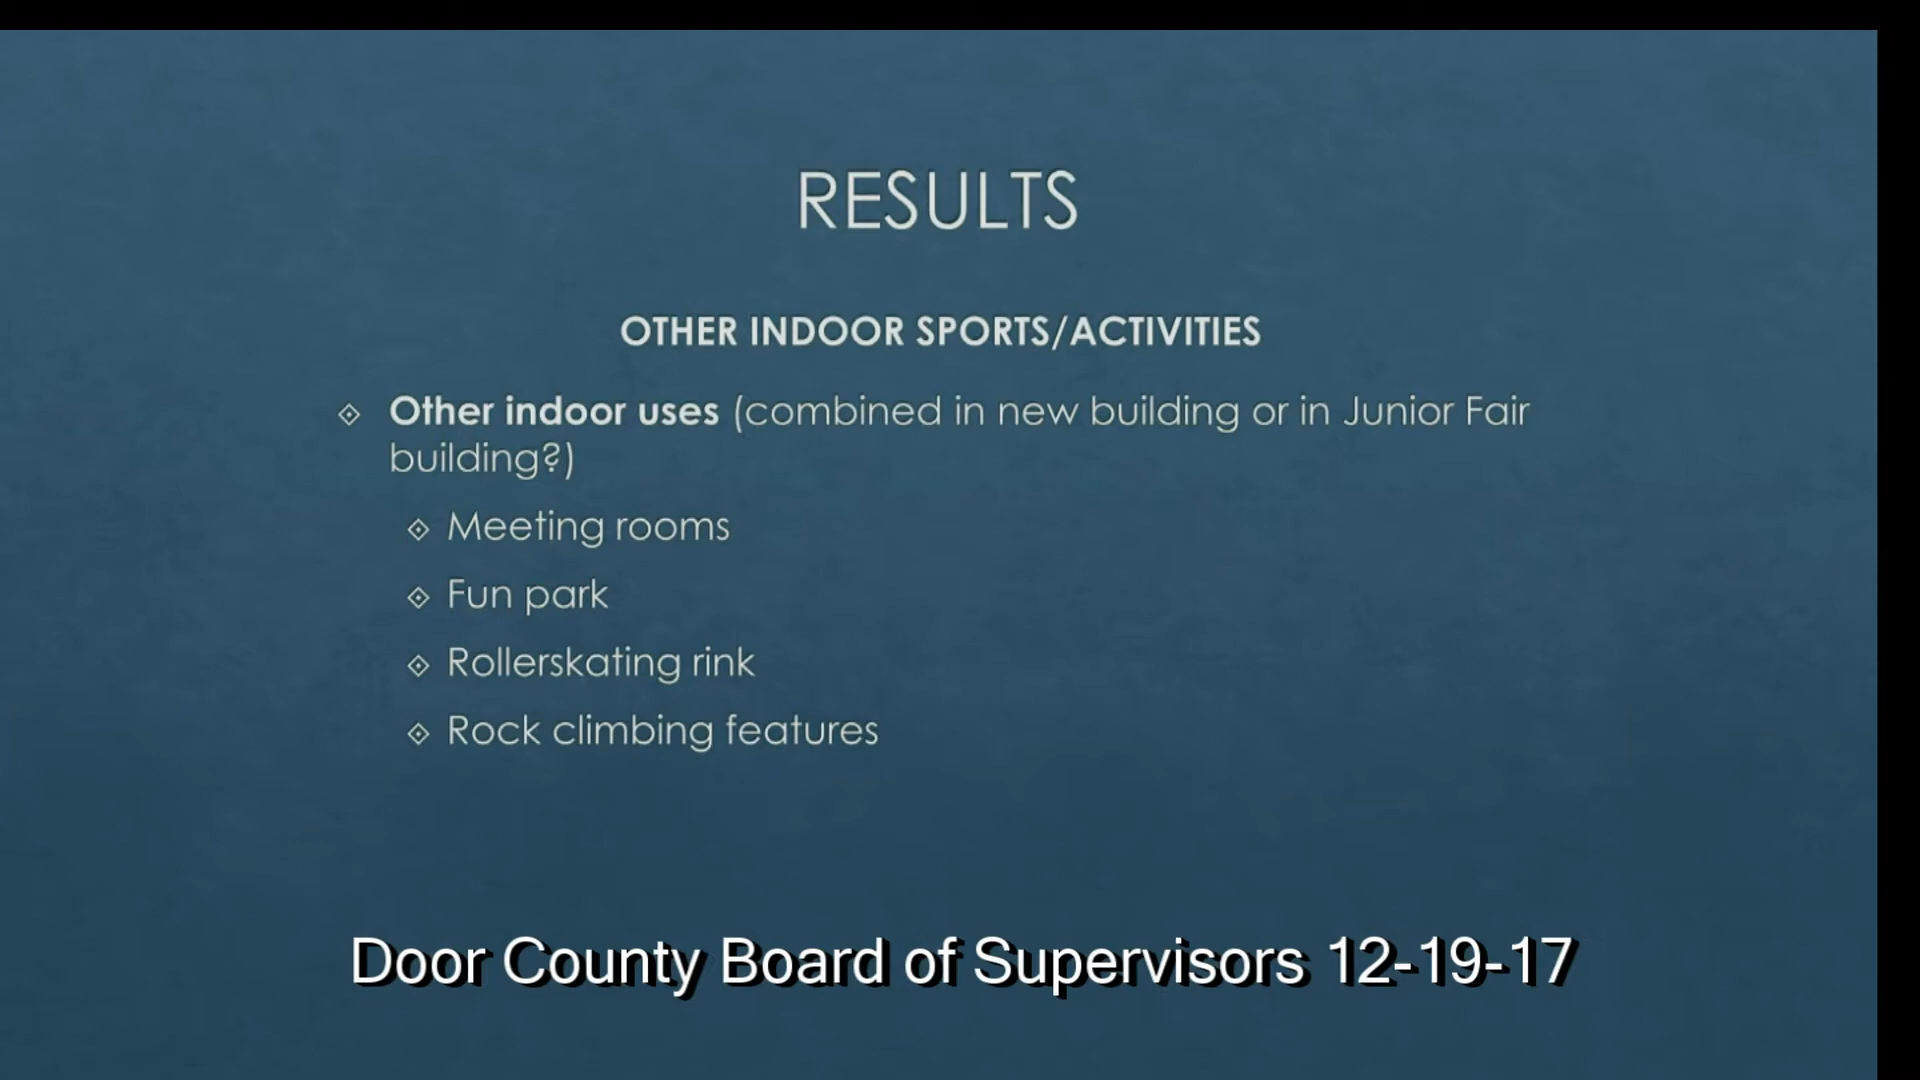 RESULTS
OTHER INDOOR SPORTS/ACTIVITIES
Other indoor uses (combined in new building or in Junior Fair
building?)
Meeting rooms
Fun park
Rollerskating rink
Rock climbing features
Door County Board of Supervisors 12-19-17